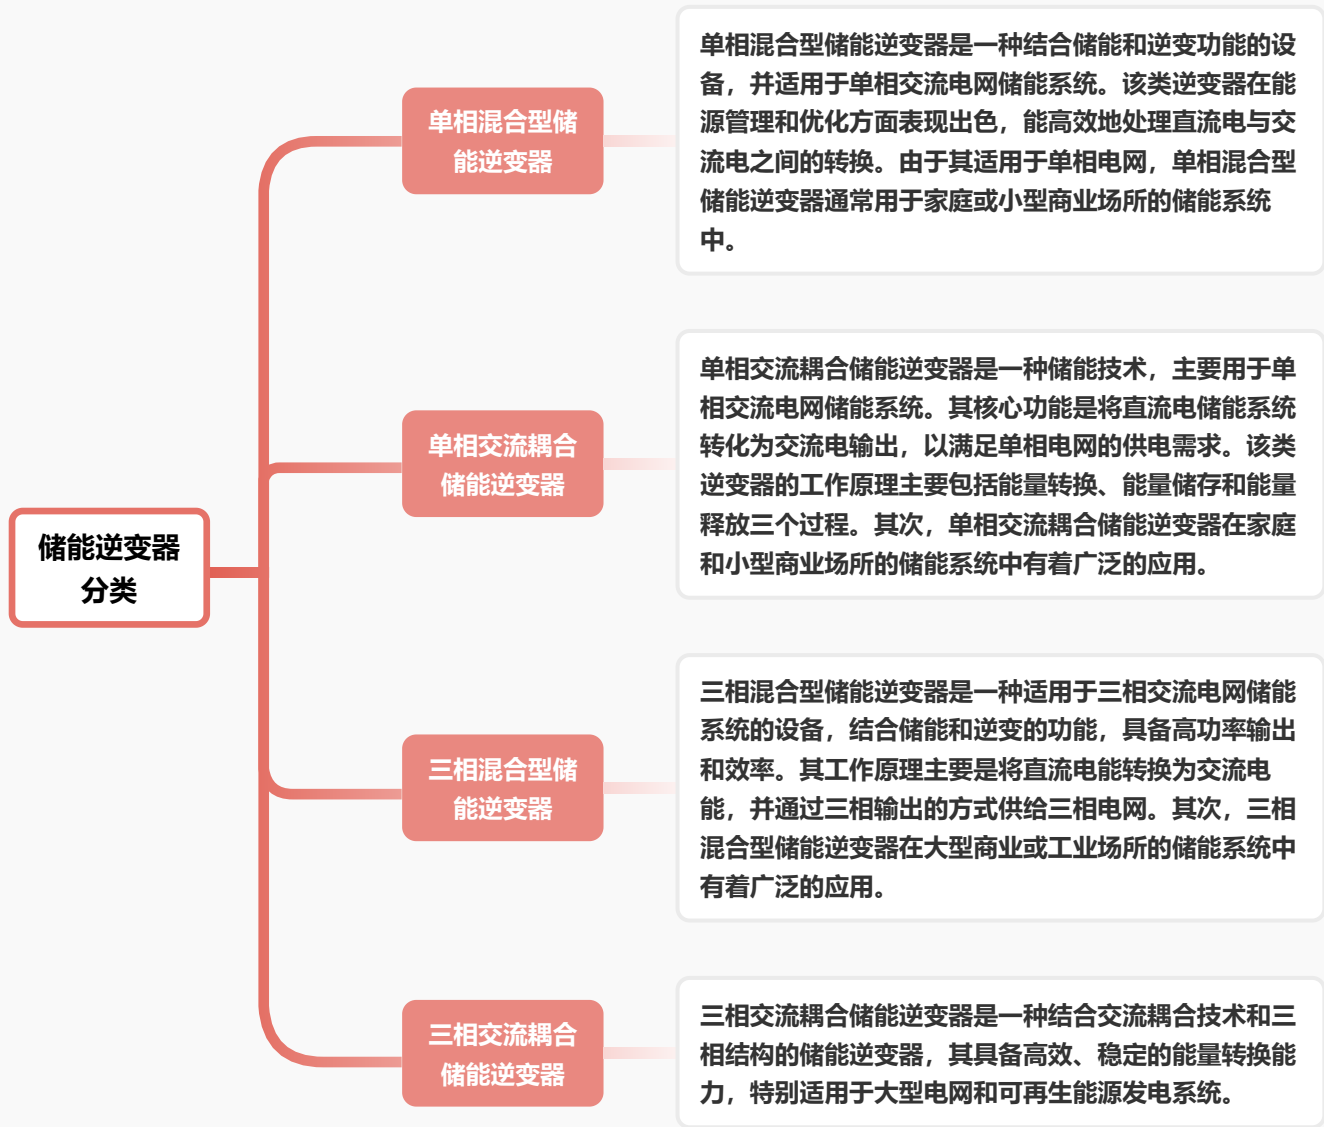 储能逆变器
分类
单相混合型储
能逆变器
单相混合型储能逆变器是一种结合储能和逆变功能的设
备，并适用于单相交流电网储能系统。该类逆变器在能
源管理和优化方面表现出色，能高效地处理直流电与交
流电之间的转换。由于其适用于单相电网，单相混合型
储能逆变器通常用于家庭或小型商业场所的储能系统
中。
单相交流耦合
储能逆变器
单相交流耦合储能逆变器是一种储能技术，主要用于单
相交流电网储能系统。其核心功能是将直流电储能系统
转化为交流电输出，以满足单相电网的供电需求。该类
逆变器的工作原理主要包括能量转换、能量储存和能量
释放三个过程。其次，单相交流耦合储能逆变器在家庭
和小型商业场所的储能系统中有着广泛的应用。
三相混合型储
能逆变器
三相混合型储能逆变器是一种适用于三相交流电网储能
系统的设备，结合储能和逆变的功能，具备高功率输出
和效率。其工作原理主要是将直流电能转换为交流电
能，并通过三相输出的方式供给三相电网。其次，三相
混合型储能逆变器在大型商业或工业场所的储能系统中
有着广泛的应用。
三相交流耦合
储能逆变器
三相交流耦合储能逆变器是一种结合交流耦合技术和三
相结构的储能逆变器，其具备高效、稳定的能量转换能
力，特别适用于大型电网和可再生能源发电系统。